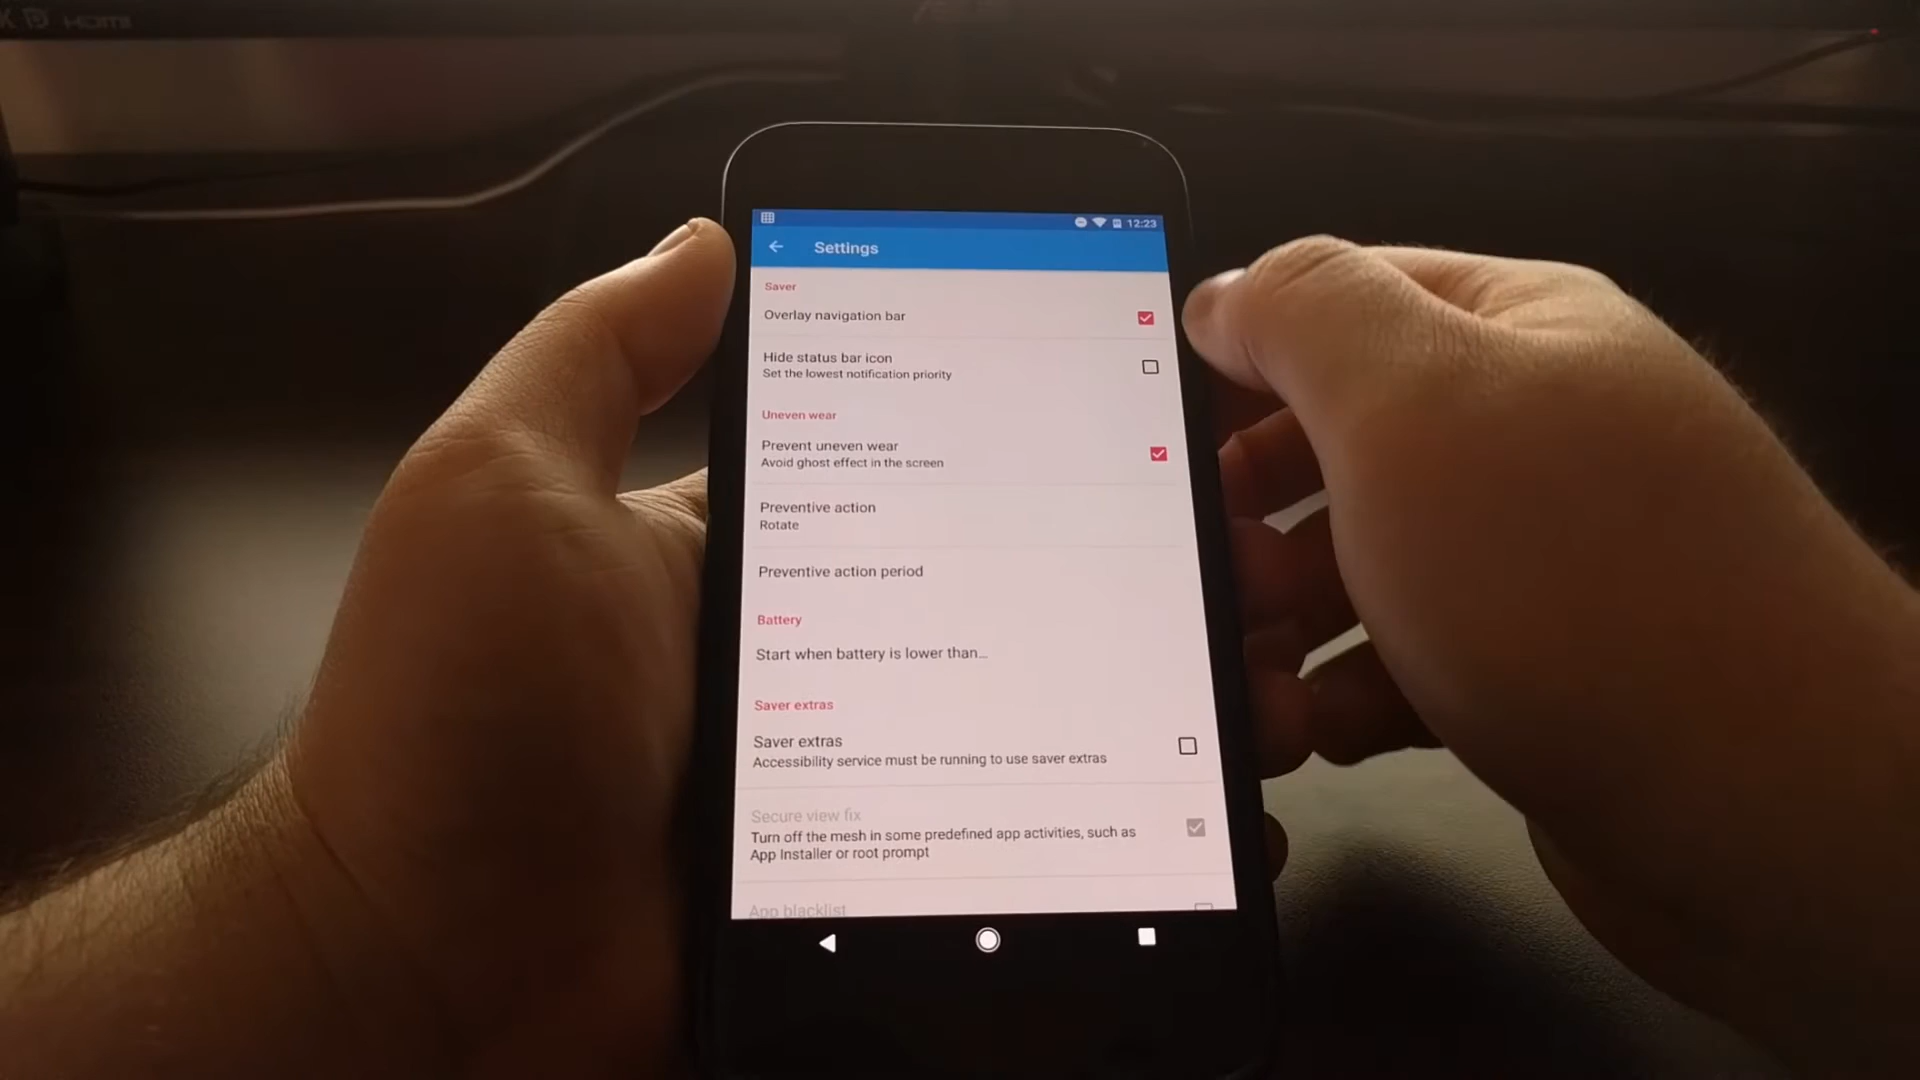 HDMI
12:23
Settings
Saver
Overlay navigation bar
Hide status bar icon
Set the lowest notification priority
Uneven wear
Prevent uneven wear
Avoid ghost effect in the screen
Preventive action
Rotate
Preventive action period
Battery
Start when battery is lower than...
Saver extras
Saver extras
Accessibility service must be running to use saver extras
Secure view fix
Turn off the mesh in some predefined app activities, such as
App Installer or root prompt
App blacklist